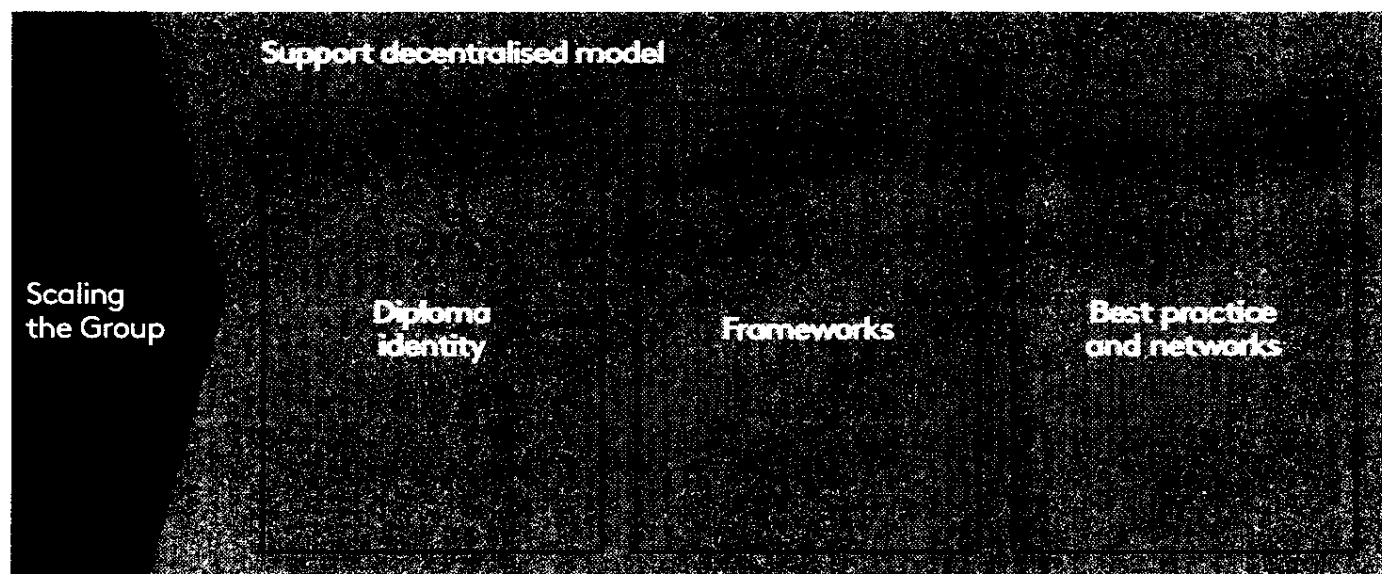 Support decentralised model
Scaling
the Group
Diploma
identity
Frameworks
Best practice
and networks